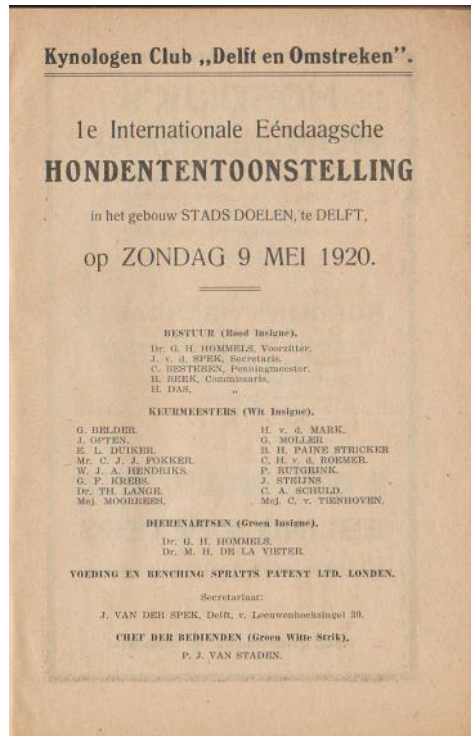 Kynologen Club „Delft en Omstreken”.
1e Internationale Eéndaagsche
HONDENTENTOONSTELLING
in het gebouw STADS DOELEN, te DELFT,
op ZONDAG 9 MEI 1920.
BESTUUR (Rood Insigne).
Dr. G. H. HOMMELS, Voorzitter,
J. v. d. SPEK, Secretaris.
C. BESTEBEN, Penningmeester,
R. BEEK, Commissaris,
H. DAS, „
KEURMEESTERS (Wit Insigne).
G. BELDER.
J. OPTEN.
E. L. DUIKER.
Mr. C. J. J. FOKKER.
W. J. A. HENDRIKS.
G. F. KREBS.
Dr. TH. LANGE.
Mej. MOORREES.
H. v. d. MARK.
G. MOLLER
B. H. PAINE STRICKER
C. H. v. d. ROEMER.
P. RUTGRINK.
J. STEIJNS
C. A. SCHULD.
Mej. C. v. TIENHOVEN.
DIERENARTSEN (Groen Insigne).
Dr. G. H. HOMMELS.
Dr. M. H. DE LA VIETER.
VOEDING EN BENCHING SPRATTS PATENT LTD. LONDEN.
Secretariaat:
J. VAN DER SPEK, Delft, v. Leeuwenhoeksingel 30.
CHEF DER BEDIENDEN (Groen Witte Strik).
P. J. VAN STADEN.